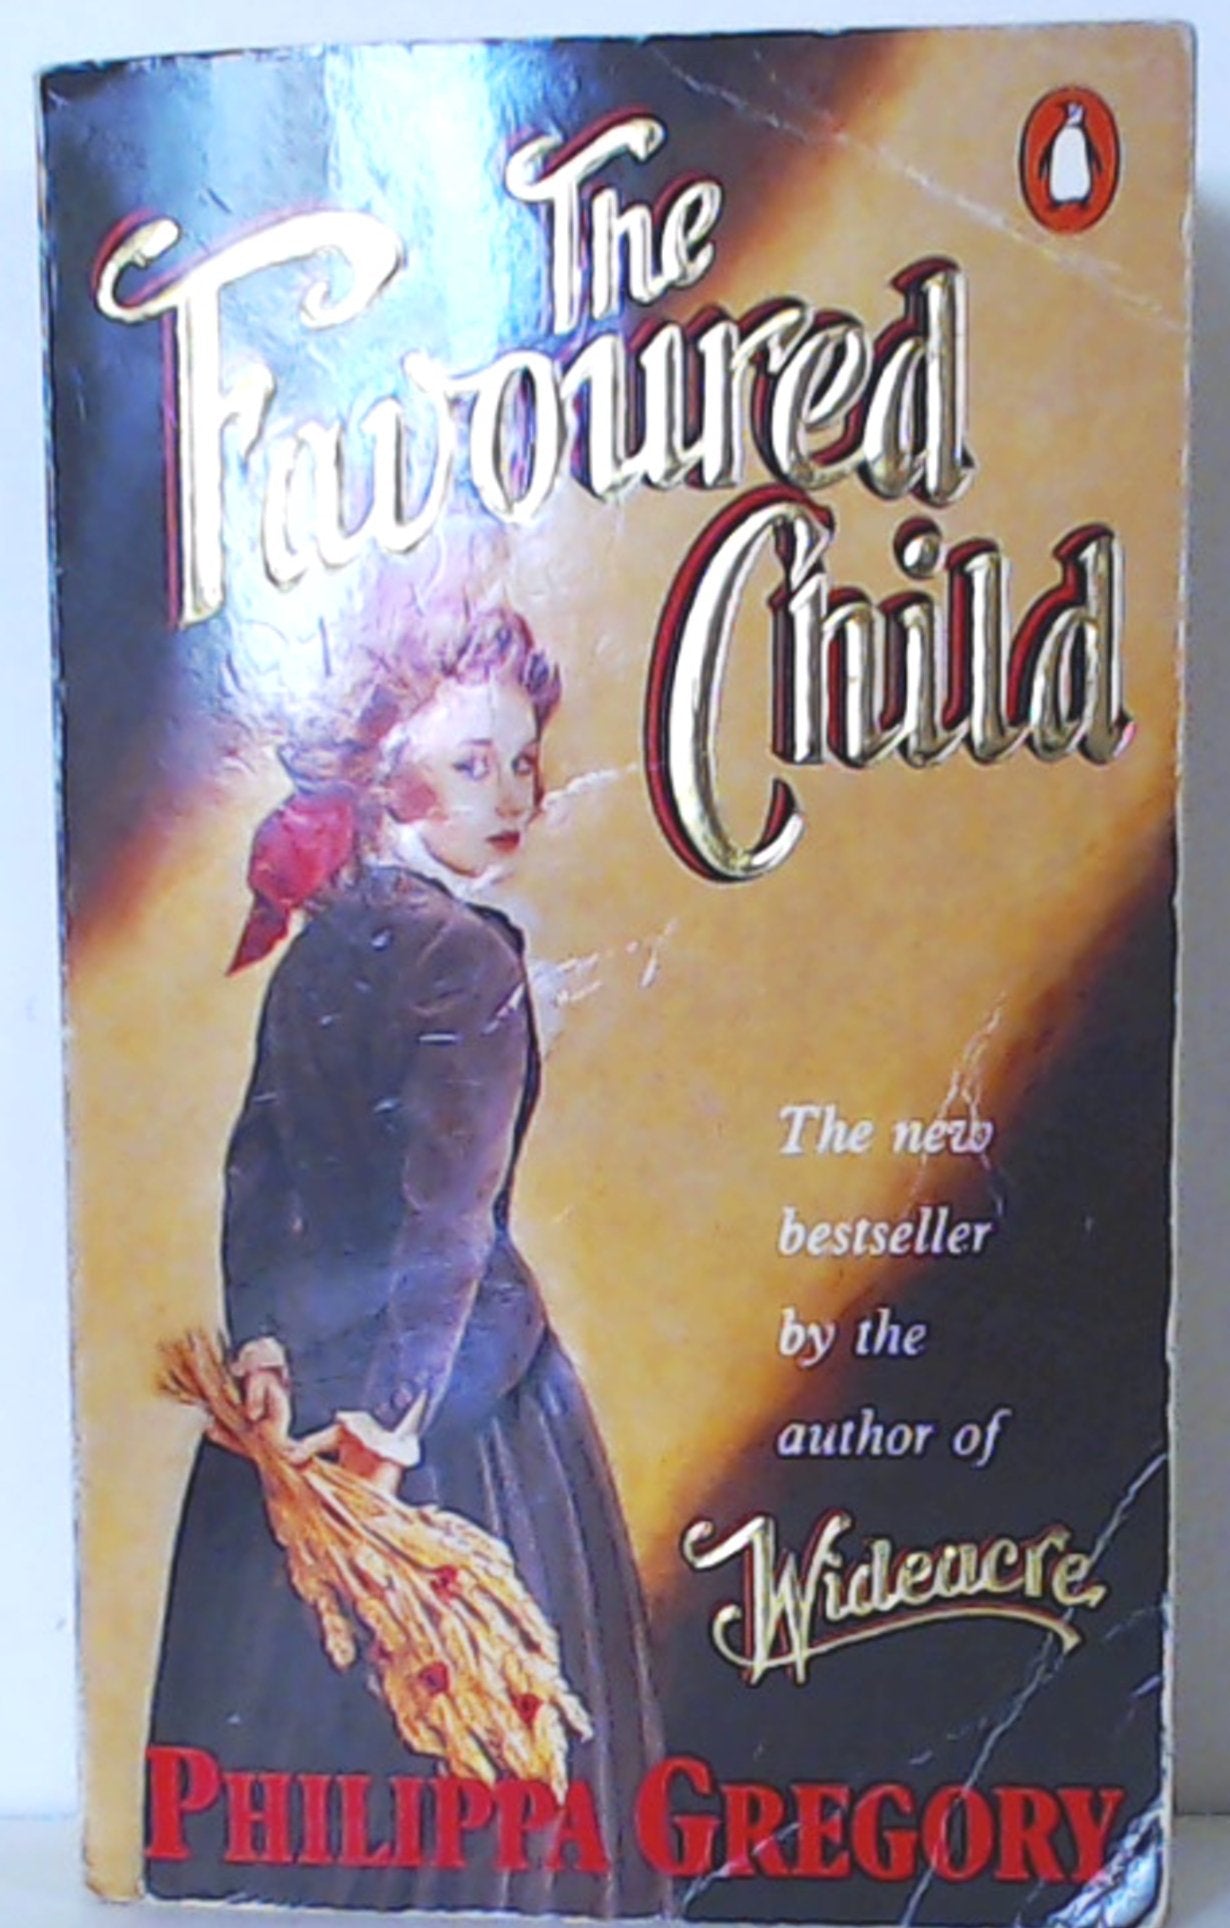 The
Favoured
Child
The new
bestseller
by the
author of
Wideacre
PHILIPPA GREGORY